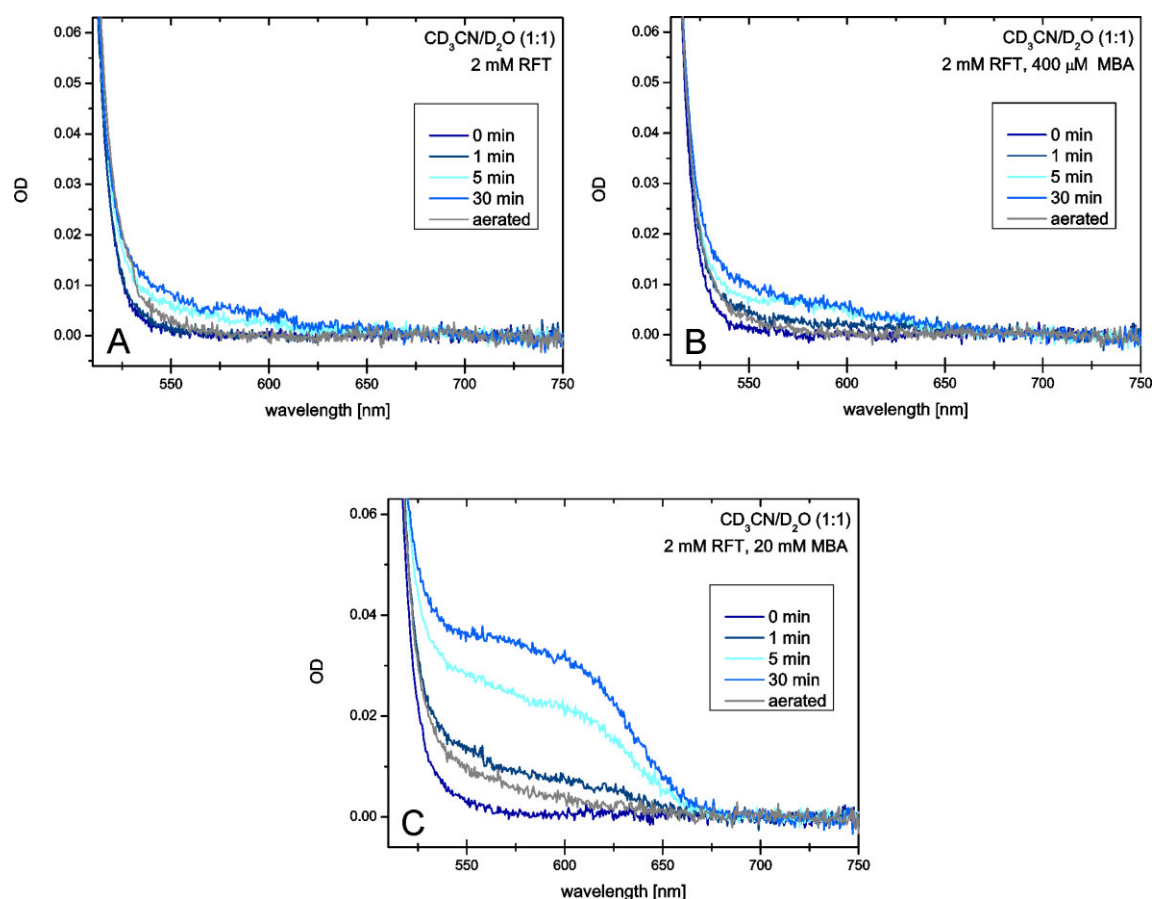 CD₃CN/D₂O (1:1)
2 mM RFT
0 min
1 min
5 min
30 min
aerated
OD
0.06
0.05
0.04
0.03
0.02
0.01
0.00
A
550
600
650
700
750
wavelength [nm]
CD₃CN/D₂O (1:1)
2 mM RFT, 400 μM MBA
0 min
1 min
5 min
30 min
aerated
OD
0.06
0.05
0.04
0.03
0.02
0.01
0.00
B
550
600
650
700
750
wavelength [nm]
CD₃CN/D₂O (1:1)
2 mM RFT, 20 mM MBA
0 min
1 min
5 min
30 min
aerated
OD
0.06
0.04
0.02
0.00
C
550
600
650
700
750
wavelength [nm]